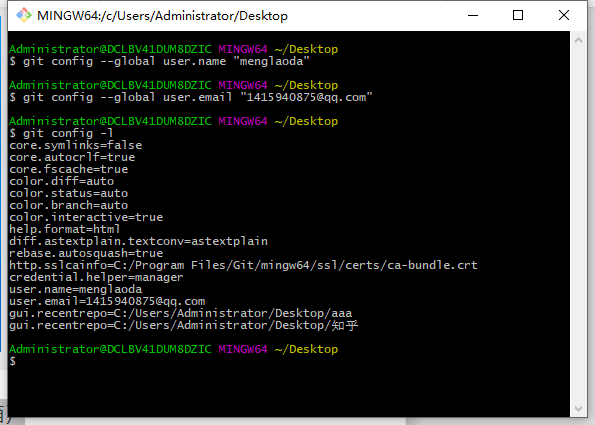 MINGW64:/c/Users/Administrator/Desktop
Administrator@DCLBV41DUM8DZIC MINGW64 ~/Desktop
$ git config --global user.name "menglaoda"
Administrator@DCLBV41DUM8DZIC MINGW64 ~/Desktop
$ git config --global user.email "1415940875@qq.com"
Administrator@DCLBV41DUM8DZIC MINGW64 ~/Desktop
$ git config -l
core.symlinks=false
core.autocrlf=true
core.fscache=true
color.diff=auto
color.status=auto
color.branch=auto
color.interactive=true
help.format=html
diff.astextplain.textconv=astextplain
rebase.autosquash=true
http.sslcainfo=C:/Program Files/Git/mingw64/ssl/certs/ca-bundle.crt
credential.helper=manager
user.name=menglaoda
user.email=1415940875@qq.com
gui.recentrepo=C:/Users/Administrator/Desktop/aaa
gui.recentrepo=C:/Users/Administrator/Desktop/知乎
Administrator@DCLBV41DUM8DZIC MINGW64 ~/Desktop
$